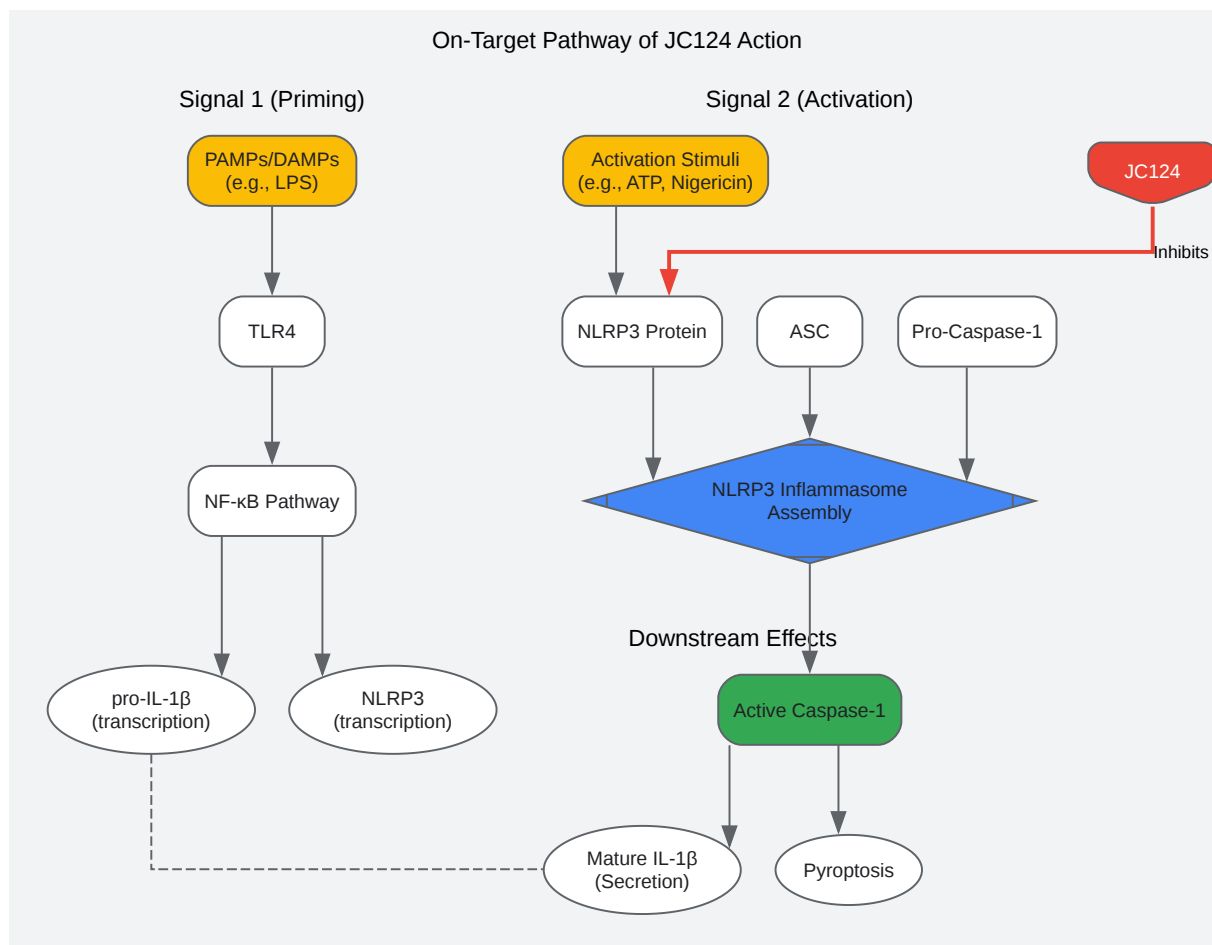 On-Target Pathway of JC124 Action
Signal 1 (Priming)
Signal 2 (Activation)
PAMPs/DAMPs
(e.g., LPS)
Activation Stimuli
(e.g., ATP, Nigericin)
JC124
Inhibits
TLR4
NLRP3 Protein
ASC
Pro-Caspase-1
NF-κB Pathway
NLRP3 Inflammasome
Assembly
Downstream Effects
pro-IL-1β
(transcription)
NLRP3
(transcription)
Active Caspase-1
Mature IL-1β
(Secretion)
Pyroptosis